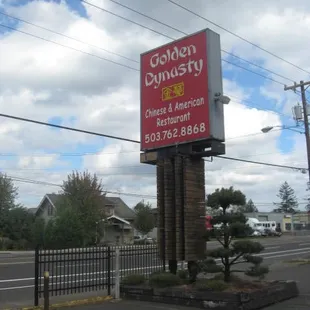 Golden
Dynasty
Chinese & American
Restaurant
503.762.8868